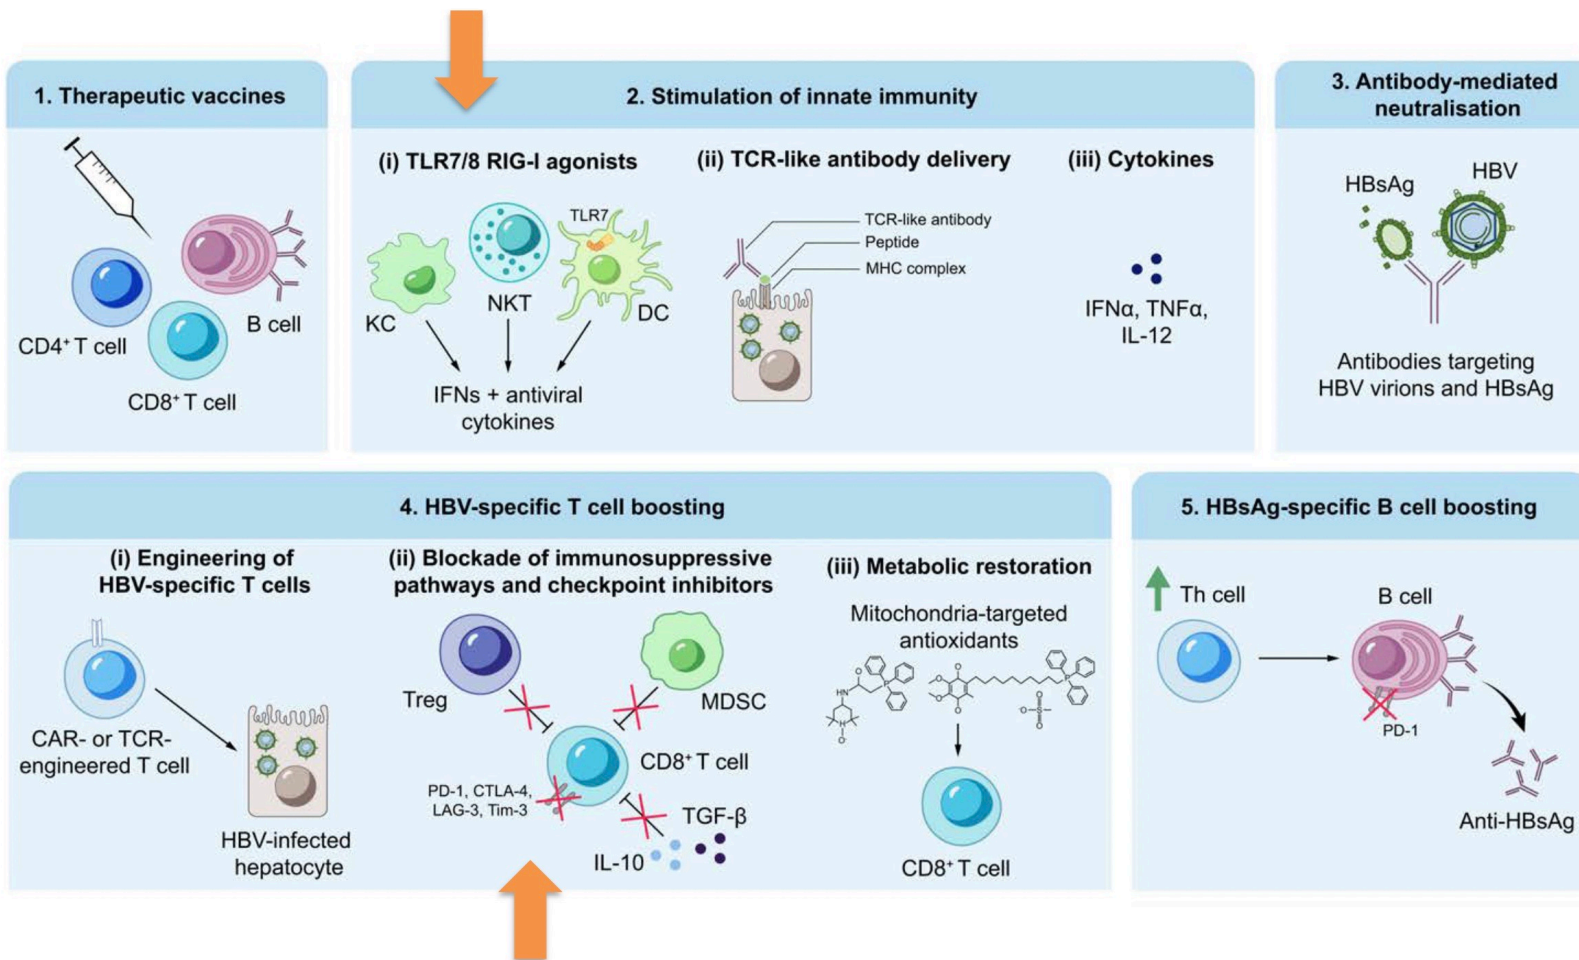 1. Therapeutic vaccines
CD4⁺ T cell
B cell
CD8⁺ T cell
2. Stimulation of innate immunity
(i) TLR7/8 RIG-I agonists
KC
NKT
TLR7
DC
IFNs + antiviral
cytokines
(ii) TCR-like antibody delivery
TCR-like antibody
Peptide
MHC complex
(iii) Cytokines
IFNα, TNFα,
IL-12
3. Antibody-mediated
neutralisation
HBsAg
HBV
Antibodies targeting
HBV virions and HBsAg
4. HBV-specific T cell boosting
(i) Engineering of
HBV-specific T cells
CAR- or TCR-
engineered T cell
HBV-infected
hepatocyte
(ii) Blockade of immunosuppressive
pathways and checkpoint inhibitors
Treg
MDSC
CD8⁺ T cell
PD-1, CTLA-4,
LAG-3, Tim-3
TGF-β
IL-10
(iii) Metabolic restoration
Mitochondria-targeted
antioxidants
CD8⁺ T cell
5. HBsAg-specific B cell boosting
Th cell
B cell
PD-1
Anti-HBsAg